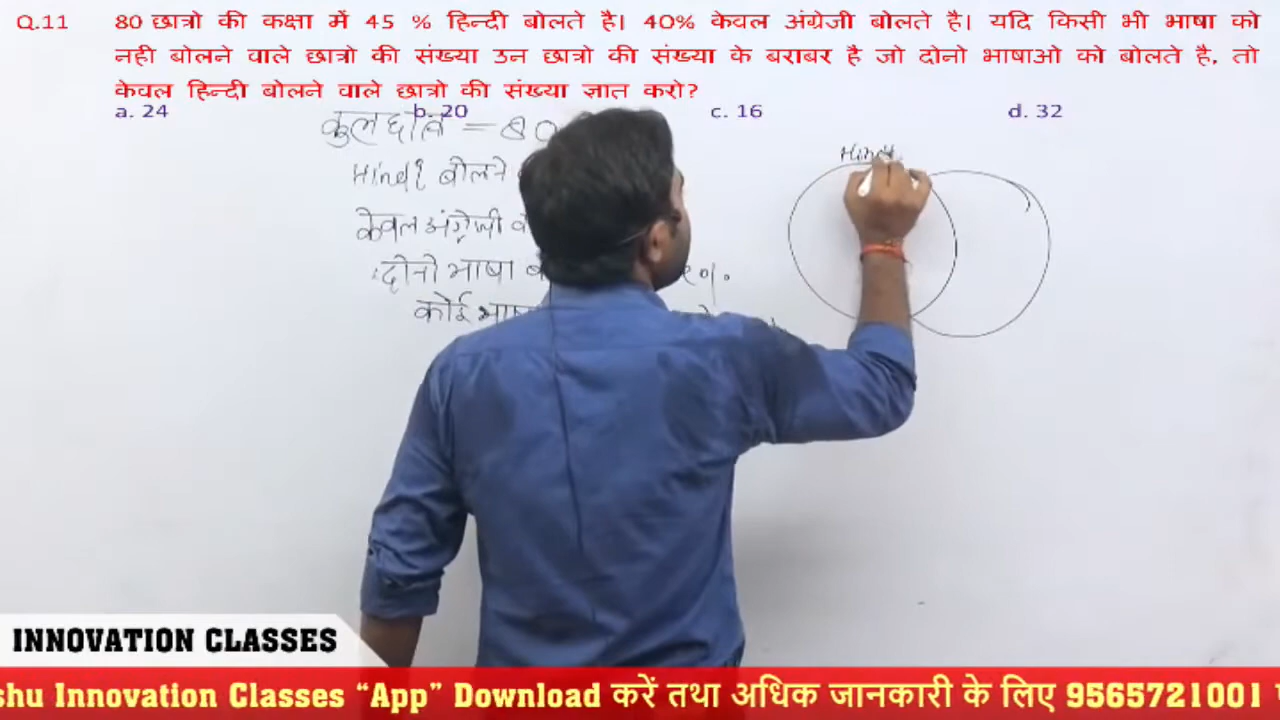 Q.11 80 छात्रो की कक्षा में 45 % हिन्दी बोलते है। 40% केवल अंग्रेजी बोलते है। यदि किसी भी भाषा को
नही बोलने वाले छात्रो की संख्या उन छात्रो की संख्या के बराबर है जो दोनो भाषाओ को बोलते है, तो
केवल हिन्दी बोलने वाले छात्रो की संख्या ज्ञात करो?
a. 24 b. 20 c. 16 d. 32
= 80
Hindi बोलने
केवल अंग्रेजी
दोनो भाषा
कोई
INNOVATION CLASSES
shu Innovation Classes “App” Download करें तथा अधिक जानकारी के लिए 9565721001